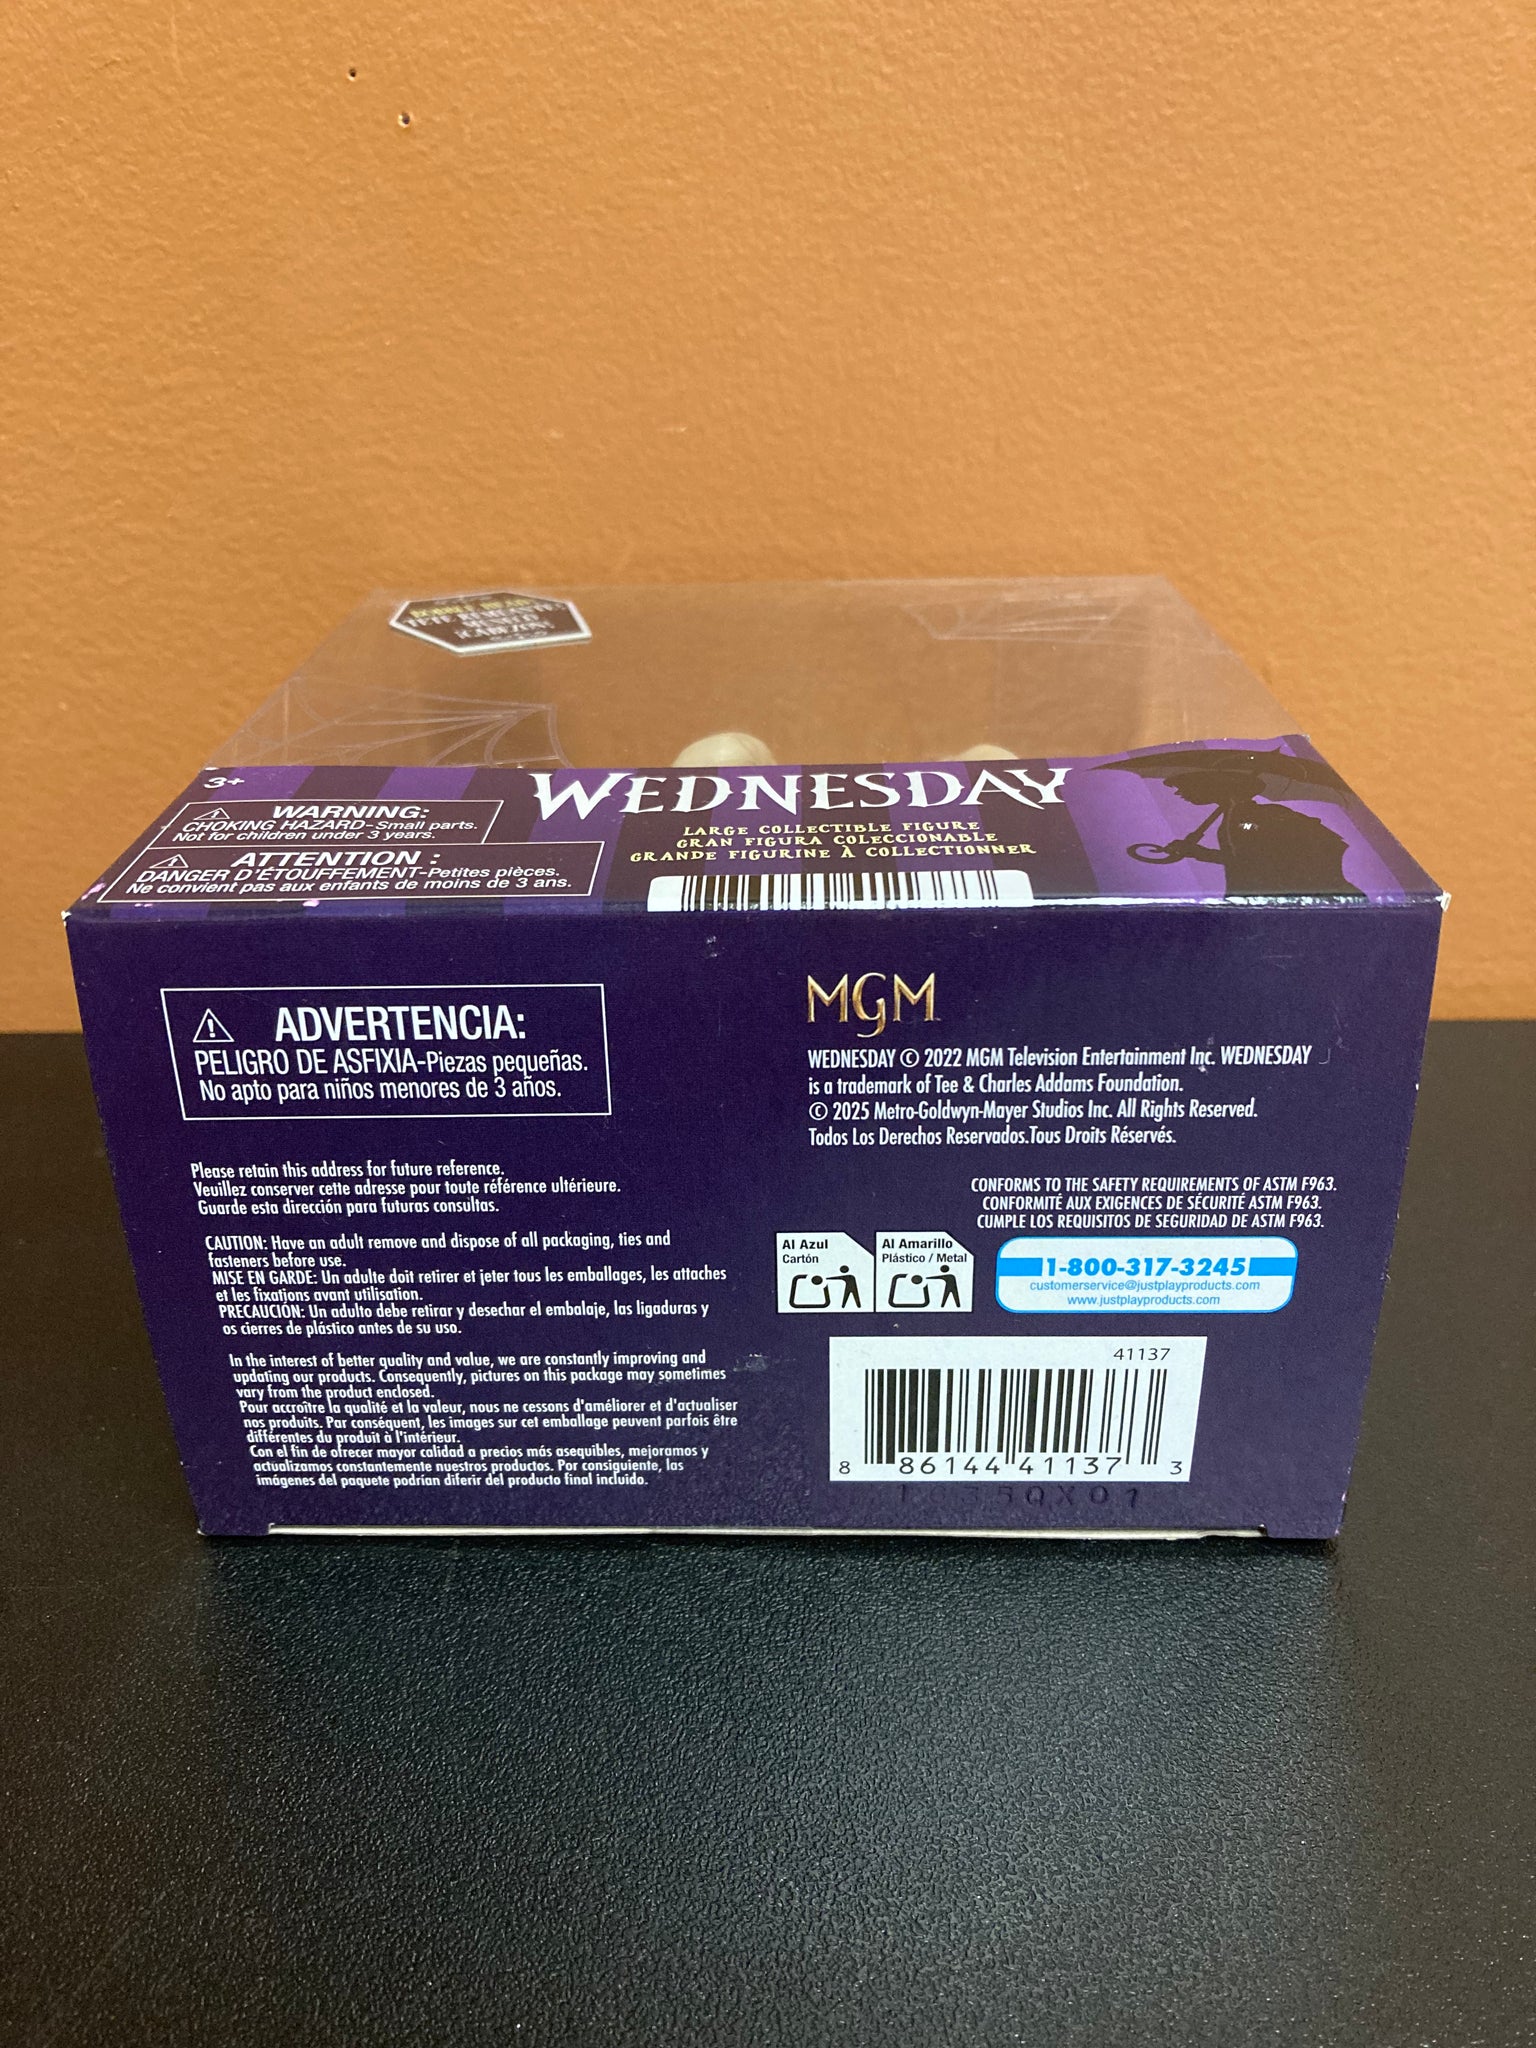 BOBBLE HEAD!
3+
WARNING:
CHOKING HAZARD-Small parts.
Not for children under 3 years.
ATTENTION :
DANGER D'ÉTOUFFEMENT-Petites pièces.
Ne convient pas aux enfants de moins de 3 ans.
WEDNESDAY
LARGE COLLECTIBLE FIGURE
GRAN FIGURA COLECCIONABLE
GRANDE FIGURINE À COLLECTIONNER
ADVERTENCIA:
PELIGRO DE ASFIXIA-Piezas pequeñas.
No apto para niños menores de 3 años.
Please retain this address for future reference.
Veuillez conserver cette adresse pour toute référence ultérieure.
Guarde esta dirección para futuras consultas.
CAUTION: Have an adult remove and dispose of all packaging, ties and
fasteners before use.
MISE EN GARDE: Un adulte doit retirer et jeter tous les emballages, les attaches
et les fixations avant utilisation.
PRECAUCIÓN: Un adulto debe retirar y desechar el embalaje, las ligaduras y
os cierres de plástico antes de su uso.
In the interest of better quality and value, we are constantly improving and
updating our products. Consequently, pictures on this package may sometimes
vary from the product enclosed.
Pour accroître la qualité et la valeur, nous ne cessons d'améliorer et d'actualiser
nos produits. Par conséquent, les images sur cet emballage peuvent parfois être
différentes du produit à l'intérieur.
Con el fin de ofrecer mayor calidad a precios más asequibles, mejoramos y
actualizamos constantemente nuestros productos. Por consiguiente, las
imágenes del paquete podrían diferir del producto final incluido.
MGM
WEDNESDAY © 2022 MGM Television Entertainment Inc. WEDNESDAY
is a trademark of Tee & Charles Addams Foundation.
© 2025 Metro-Goldwyn-Mayer Studios Inc. All Rights Reserved.
Todos Los Derechos Reservados.Tous Droits Réservés.
CONFORMS TO THE SAFETY REQUIREMENTS OF ASTM F963.
CONFORMITÉ AUX EXIGENCES DE SÉCURITÉ ASTM F963.
CUMPLE LOS REQUISITOS DE SEGURIDAD DE ASTM F963.
Al Azul
Cartón
Al Amarillo
Plástico / Metal
1-800-317-3245
customerservice@justplayproducts.com
www.justplayproducts.com
41137
8 86144 41137 3